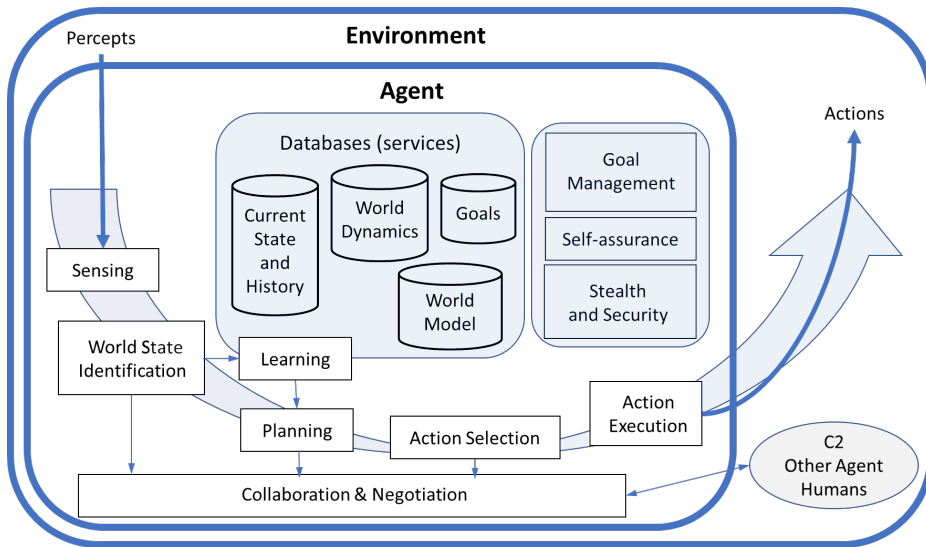 Percepts
Environment
Agent
Actions
Databases (services)
Current
State
and
History
World
Dynamics
Goals
World
Model
Goal
Management
Self-assurance
Stealth
and Security
Sensing
World State
Identification
Learning
Planning
Action Selection
Action
Execution
Collaboration & Negotiation
C2
Other Agent
Humans